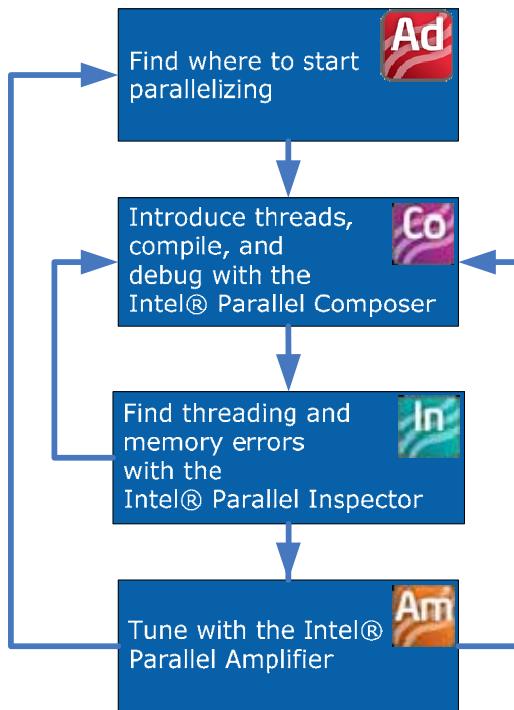 Find where to start
parallelizing
Ad
Introduce threads,
compile, and
debug with the
Intel® Parallel Composer
Co
Find threading and
memory errors
with the
Intel® Parallel Inspector
In
Tune with the Intel®
Parallel Amplifier
Am